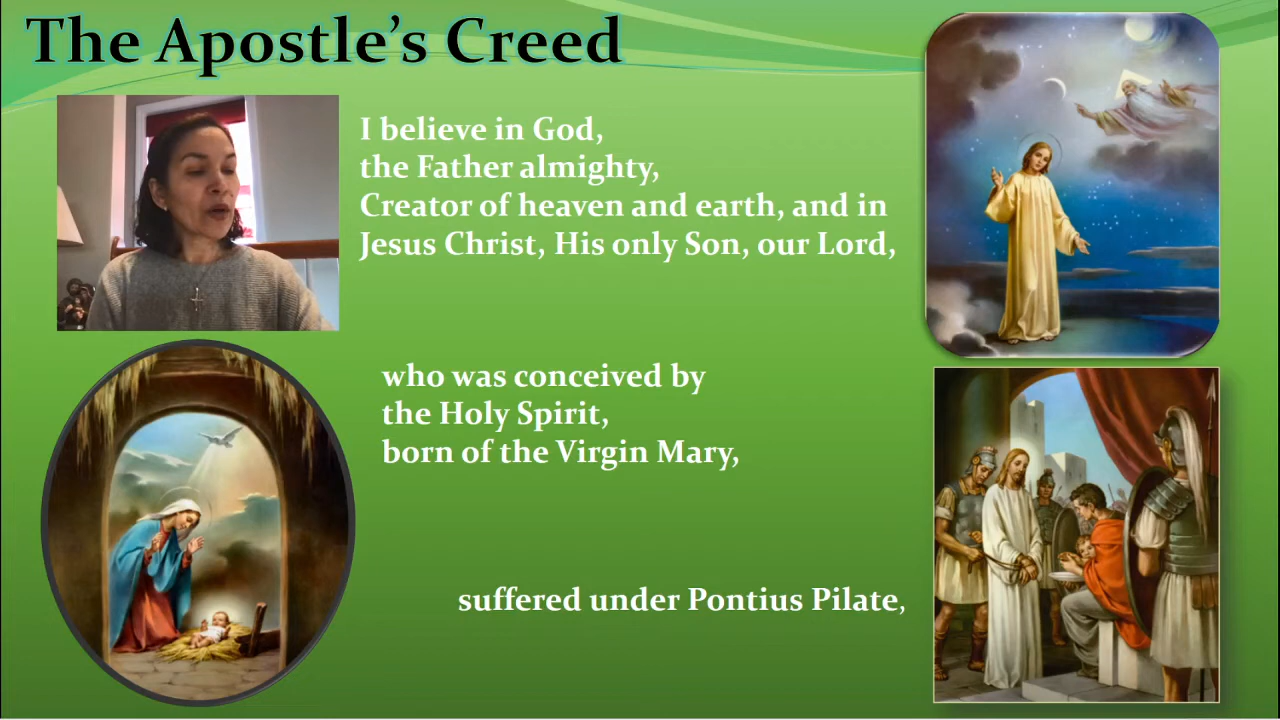 The Apostle’s Creed
I believe in God,
the Father almighty,
Creator of heaven and earth, and in
Jesus Christ, His only Son, our Lord,
who was conceived by
the Holy Spirit,
born of the Virgin Mary,
suffered under Pontius Pilate,